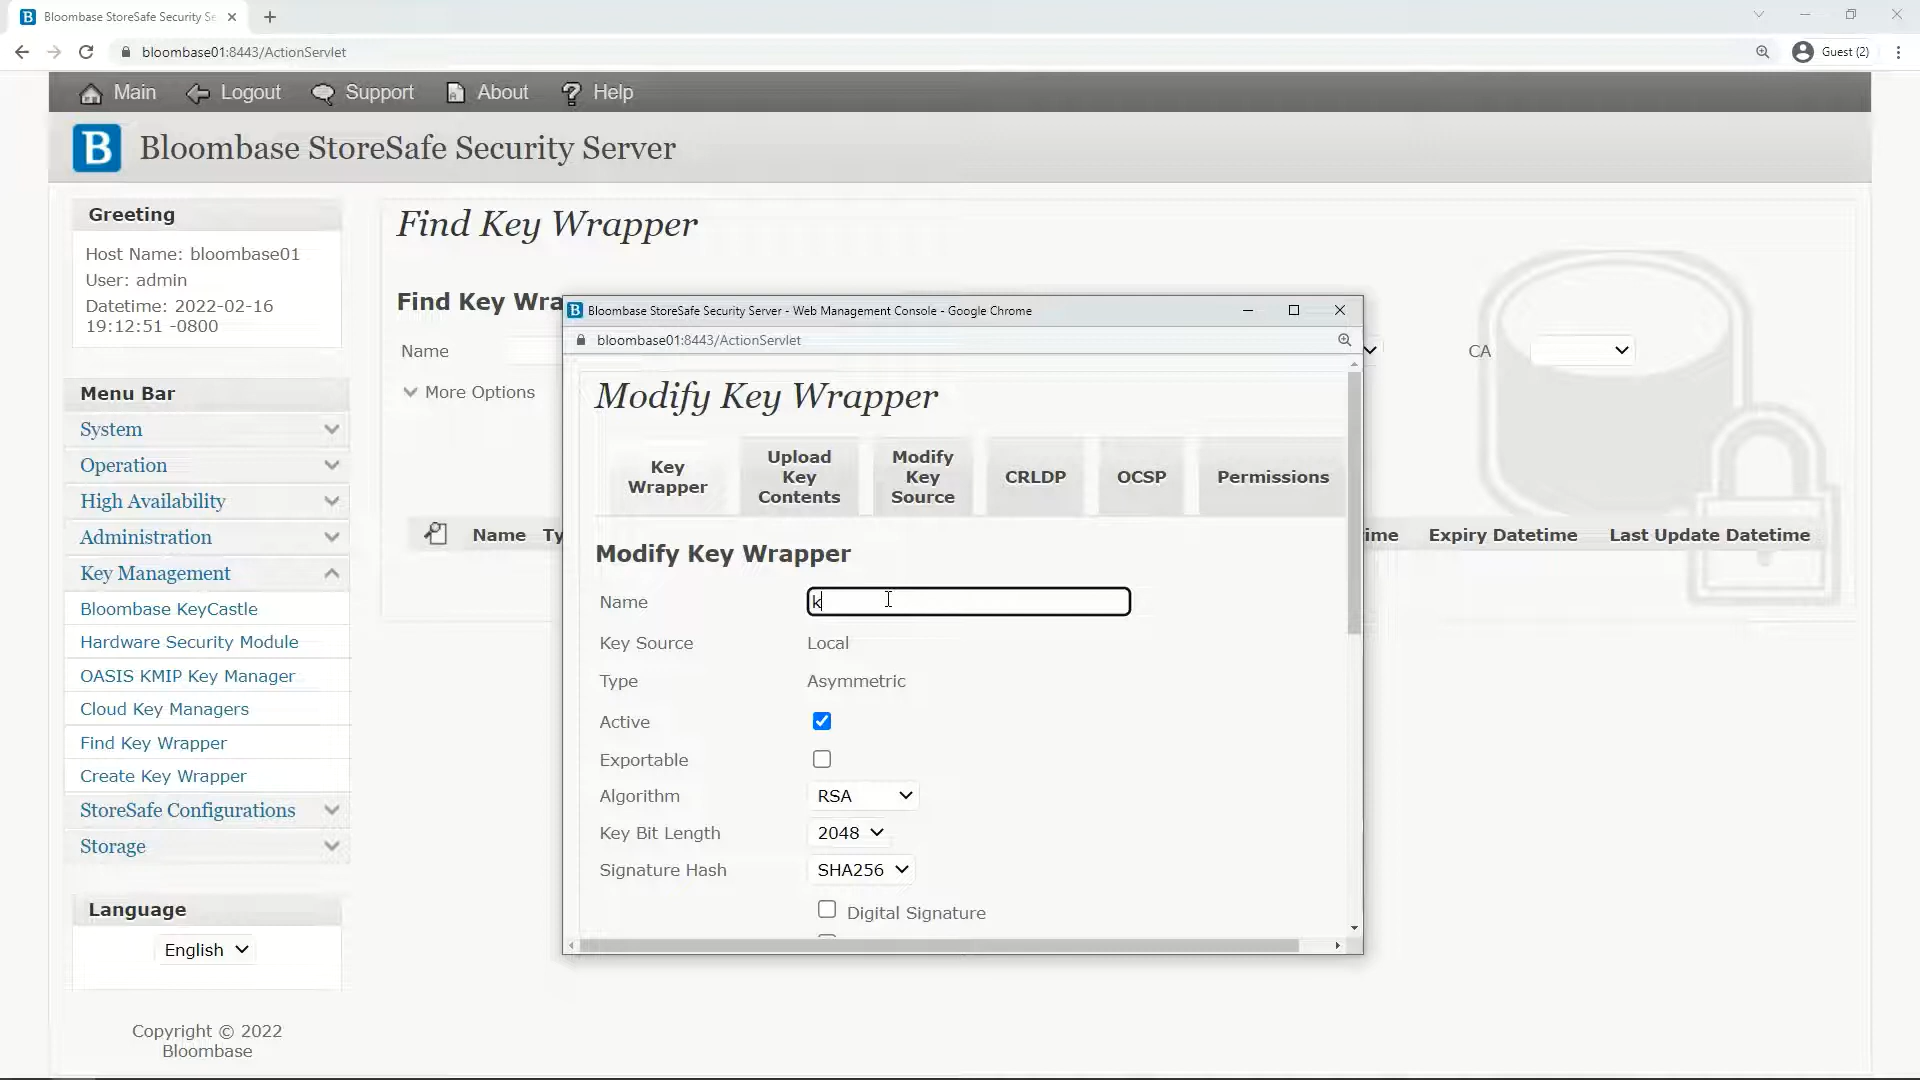 Bloombase StoreSafe Security Se
bloombase01:8443/ActionServlet
Guest (2)
Main
Logout
Support
About
Help
B Bloombase StoreSafe Security Server
Greeting
Host Name: bloombase01
User: admin
Datetime: 2022-02-16
19:12:51 -0800
Menu Bar
System
Operation
High Availability
Administration
Key Management
Bloombase KeyCastle
Hardware Security Module
OASIS KMIP Key Manager
Cloud Key Managers
Find Key Wrapper
Create Key Wrapper
StoreSafe Configurations
Storage
Language
English
Copyright © 2022
Bloombase
Find Key Wrapper
Find Key Wra
Name
CA
More Options
Name Ty
ime Expiry Datetime Last Update Datetime
Bloombase StoreSafe Security Server - Web Management Console - Google Chrome
bloombase01:8443/ActionServlet
Modify Key Wrapper
Key
Wrapper
Upload
Key
Contents
Modify
Key
Source
CRLDP
OCSP
Permissions
Modify Key Wrapper
Name k
Key Source Local
Type Asymmetric
Active
Exportable
Algorithm RSA
Key Bit Length 2048
Signature Hash SHA256
Digital Signature